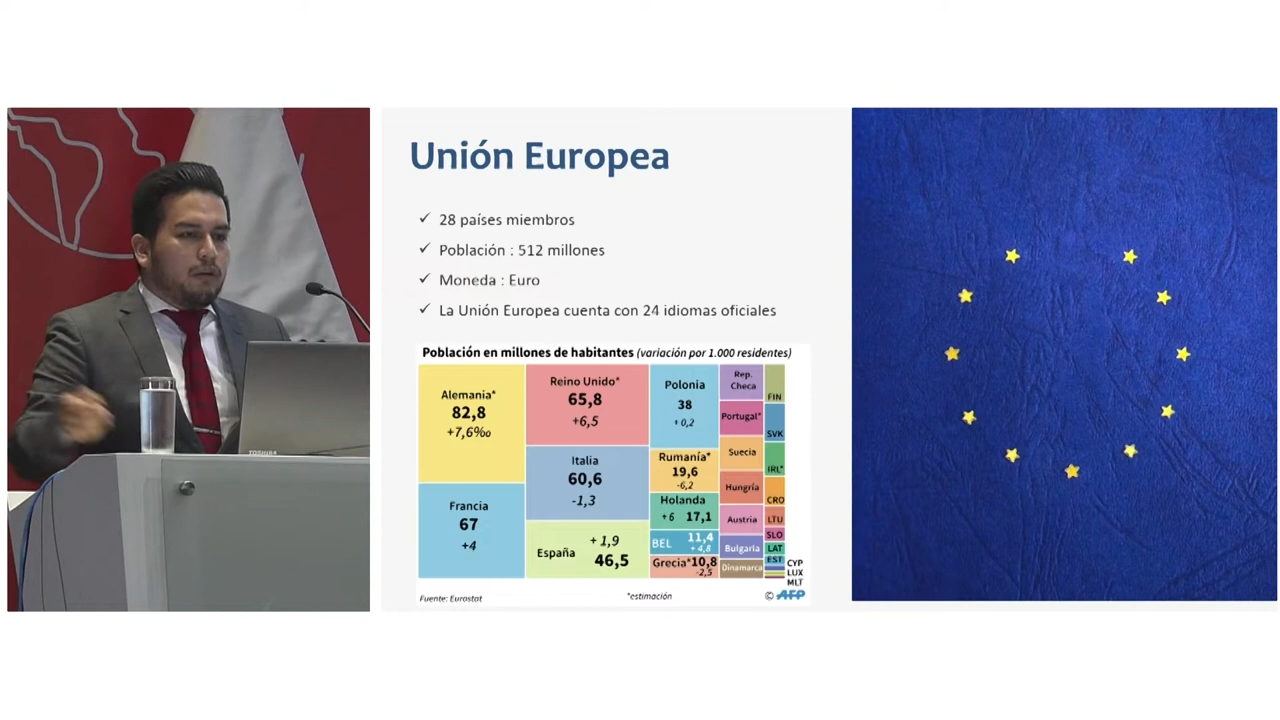 Unión Europea
✓ 28 países miembros
✓ Población : 512 millones
✓ Moneda : Euro
✓ La Unión Europea cuenta con 24 idiomas oficiales
Población en millones de habitantes (variación por 1.000 residentes)
Alemania*
82,8
+7,6‰
Francia
67
+4
Reino Unido*
65,8
+6,5
Italia
60,6
-1,3
España
+ 1,9
46,5
Polonia
38
+ 0,2
Rumanía*
19,6
-6,2
Holanda
+ 6 17,1
BEL 11,4
+ 4,8
Grecia* 10,8
-2,5
Rep.
Checa
Portugal*
Suecia
Hungría
Austria
Bulgaria
Dinamarca
FIN
SVK
IRL*
CRO
LTU
SLO
LAT
EST
CYP
LUX
MLT
Fuente: Eurostat
*estimación
© AFP
TOSHIBA